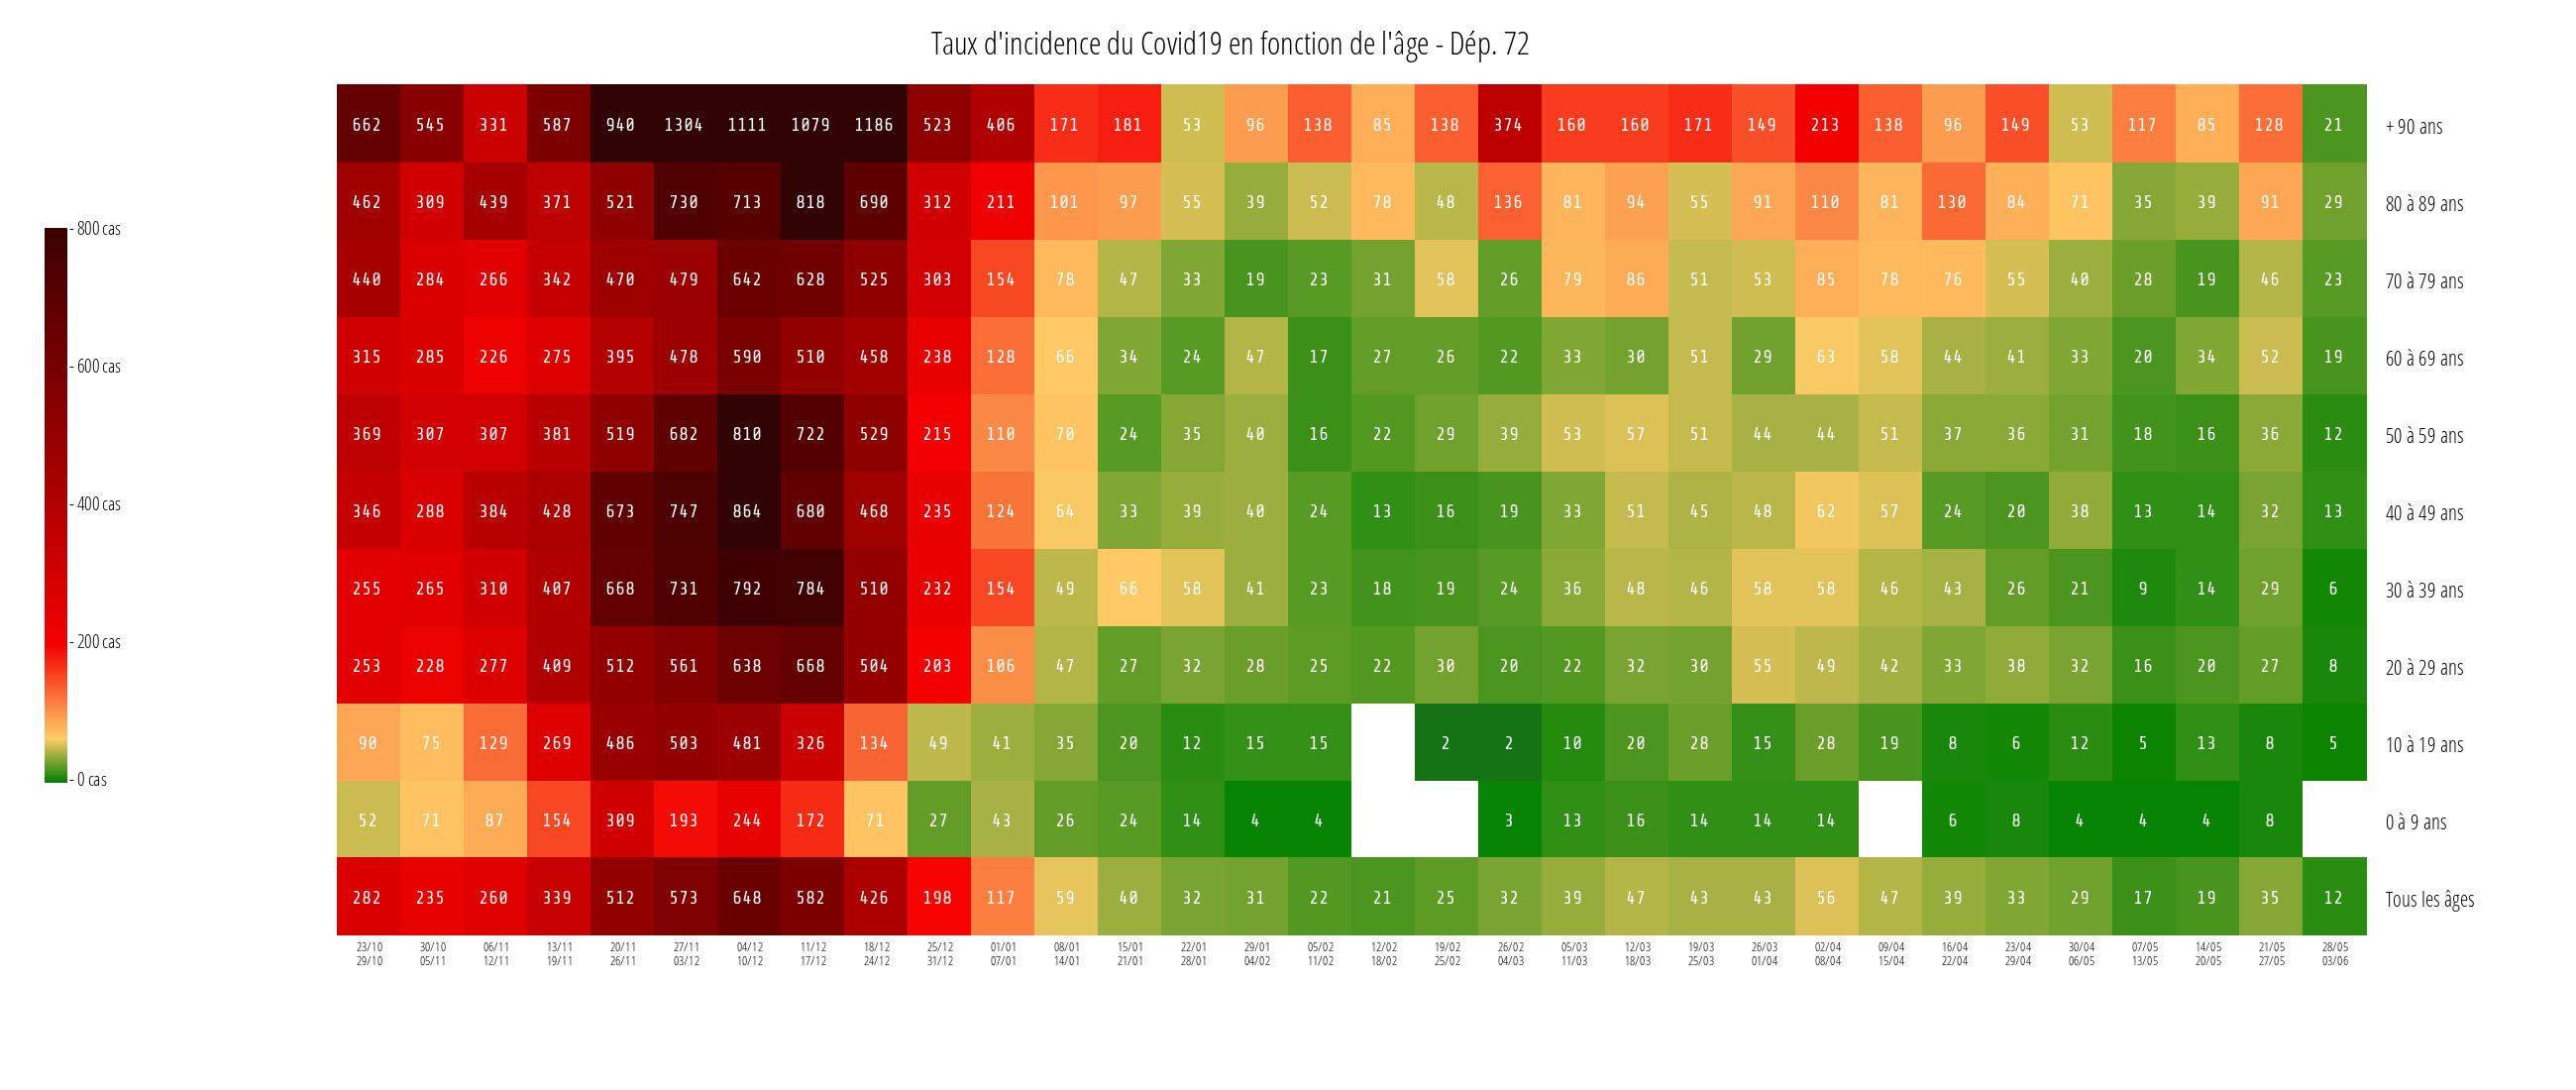 Taux d'incidence du Covid19 en fonction de l'âge - Dép. 72
- 800 cas
- 600 cas
- 400 cas
- 200 cas
- 0 cas
662 545 331 587 940 1304 1111 1079 1186 523 406 171 181 53 96 138 85 138 374 160 160 171 149 213 138 96 149 53 117 85 128 21 + 90 ans
462 309 439 371 521 730 713 818 690 312 211 101 97 55 39 52 78 48 136 81 94 55 91 110 81 130 84 71 35 39 91 29 80 à 89 ans
440 284 266 342 470 479 642 628 525 303 154 78 47 33 19 23 31 58 26 79 86 51 53 85 78 76 55 40 28 19 46 23 70 à 79 ans
315 285 226 275 395 478 590 510 458 238 128 66 34 24 47 17 27 26 22 33 30 51 29 63 58 44 41 33 20 34 52 19 60 à 69 ans
369 307 307 381 519 682 810 722 529 215 110 70 24 35 40 16 22 29 39 53 57 51 44 44 51 37 36 31 18 16 36 12 50 à 59 ans
346 288 384 428 673 747 864 680 468 235 124 64 33 39 40 24 13 16 19 33 51 45 48 62 57 24 20 38 13 14 32 13 40 à 49 ans
255 265 310 407 668 731 792 784 510 232 154 49 66 58 41 23 18 19 24 36 48 46 58 58 46 43 26 21 9 14 29 6 30 à 39 ans
253 228 277 409 512 561 638 668 504 203 106 47 27 32 28 25 22 30 20 22 32 30 55 49 42 33 38 32 16 20 27 8 20 à 29 ans
90 75 129 269 486 503 481 326 134 49 41 35 20 12 15 15 2 2 10 20 28 15 28 19 8 6 12 5 13 8 5 10 à 19 ans
52 71 87 154 309 193 244 172 71 27 43 26 24 14 4 4 3 13 16 14 14 14 6 8 4 4 4 8 0 à 9 ans
282 235 260 339 512 573 648 582 426 198 117 59 40 32 31 22 21 25 32 39 47 43 43 56 47 39 33 29 17 19 35 12 Tous les âges
23/10 30/10 06/11 13/11 20/11 27/11 04/12 11/12 18/12 25/12 01/01 08/01 15/01 22/01 29/01 05/02 12/02 19/02 26/02 05/03 12/03 19/03 26/03 02/04 09/04 16/04 23/04 30/04 07/05 14/05 21/05 28/05
29/10 05/11 12/11 19/11 26/11 03/12 10/12 17/12 24/12 31/12 07/01 14/01 21/01 28/01 04/02 11/02 18/02 25/02 04/03 11/03 18/03 25/03 01/04 08/04 15/04 22/04 29/04 06/05 13/05 20/05 27/05 03/06